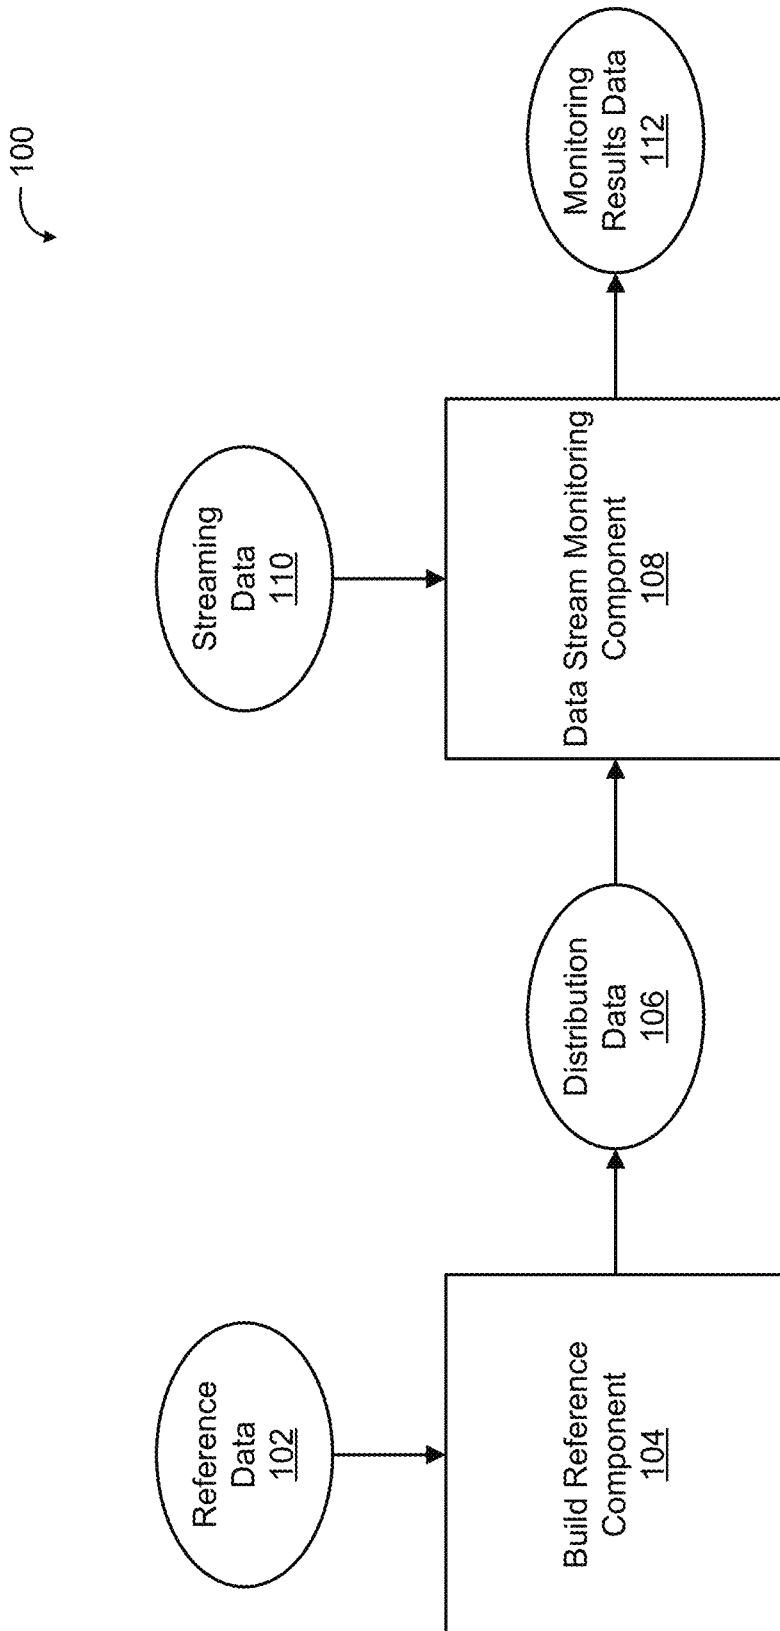 100
Reference
Data
102
Build Reference
Component
104
Distribution
Data
106
Streaming
Data
110
Data Stream Monitoring
Component
108
Monitoring
Results Data
112